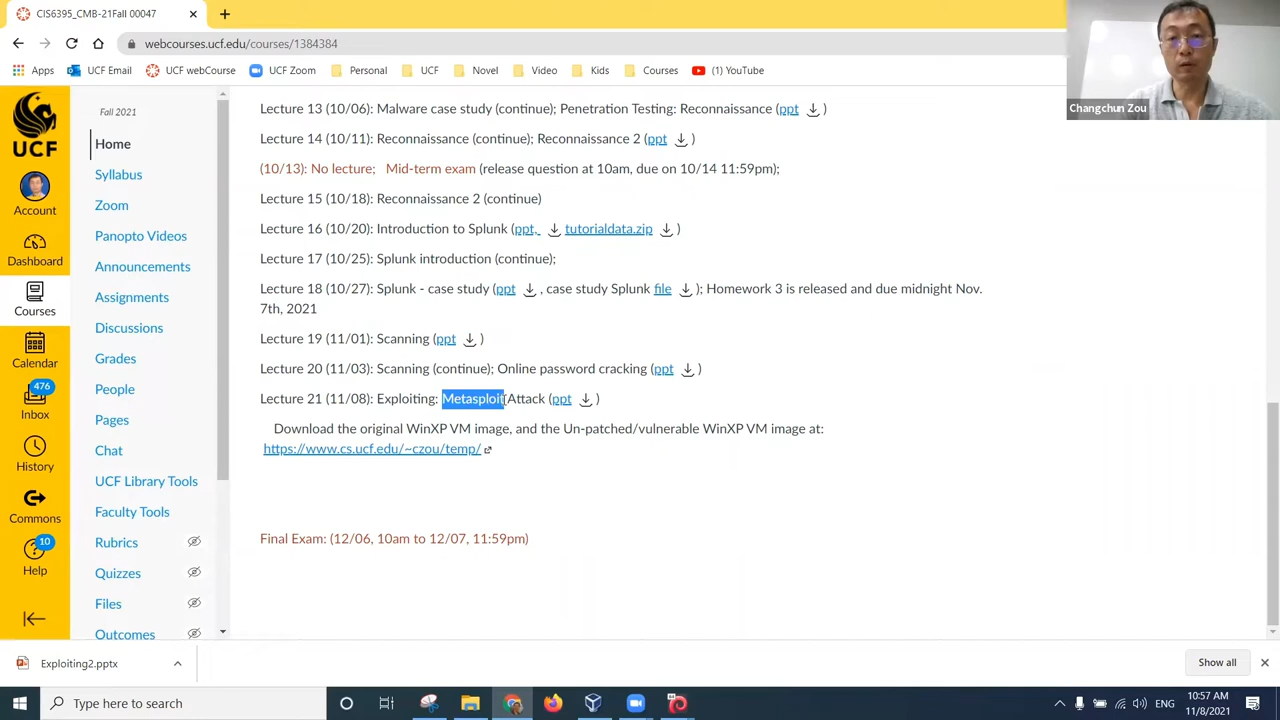 CIS6395_CMB-21Fall 00047
webcourses.ucf.edu/courses/1384384
Apps
UCF Email
UCF webCourse
UCF Zoom
Personal
UCF
Novel
Video
Kids
Courses
(1) YouTube
Changchun Zou
UCF
Account
Dashboard
Courses
Calendar
476
Inbox
History
Commons
10
Help
Fall 2021
Home
Syllabus
Zoom
Panopto Videos
Announcements
Assignments
Discussions
Grades
People
Pages
Chat
UCF Library Tools
Faculty Tools
Rubrics
Quizzes
Files
Outcomes
Lecture 13 (10/06): Malware case study (continue); Penetration Testing: Reconnaissance (ppt )
Lecture 14 (10/11): Reconnaissance (continue); Reconnaissance 2 (ppt )
(10/13): No lecture; Mid-term exam (release question at 10am, due on 10/14 11:59pm);
Lecture 15 (10/18): Reconnaissance 2 (continue)
Lecture 16 (10/20): Introduction to Splunk (ppt, tutorialdata.zip )
Lecture 17 (10/25): Splunk introduction (continue);
Lecture 18 (10/27): Splunk - case study (ppt , case study Splunk file ); Homework 3 is released and due midnight Nov.
7th, 2021
Lecture 19 (11/01): Scanning (ppt )
Lecture 20 (11/03): Scanning (continue); Online password cracking (ppt )
Lecture 21 (11/08): Exploiting: Metasploit Attack (ppt )
Download the original WinXP VM image, and the Un-patched/vulnerable WinXP VM image at:
https://www.cs.ucf.edu/~czou/temp/
Final Exam: (12/06, 10am to 12/07, 11:59pm)
Exploiting2.pptx
Show all
Type here to search
ENG
10:57 AM
11/8/2021